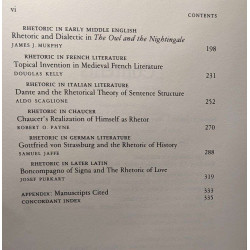 vi
CONTENTS
RHETORIC IN EARLY MIDDLE ENGLISH
Rhetoric and Dialectic in The Owl and the Nightingale
JAMES J. MURPHY 198
RHETORIC IN FRENCH LITERATURE
Topical Invention in Medieval French Literature
DOUGLAS KELLY 231
RHETORIC IN ITALIAN LITERATURE
Dante and the Rhetorical Theory of Sentence Structure
ALDO SCAGLIONE 252
RHETORIC IN CHAUCER
Chaucer's Realization of Himself as Rhetor
ROBERT O. PAYNE 270
RHETORIC IN GERMAN LITERATURE
Gottfried von Strassburg and the Rhetoric of History
SAMUEL JAFFE 288
RHETORIC IN LATER LATIN
Boncompagno of Signa and The Rhetoric of Love
JOSEF PURKART 319
APPENDIX: Manuscripts Cited 333
CONCORDANT INDEX 335